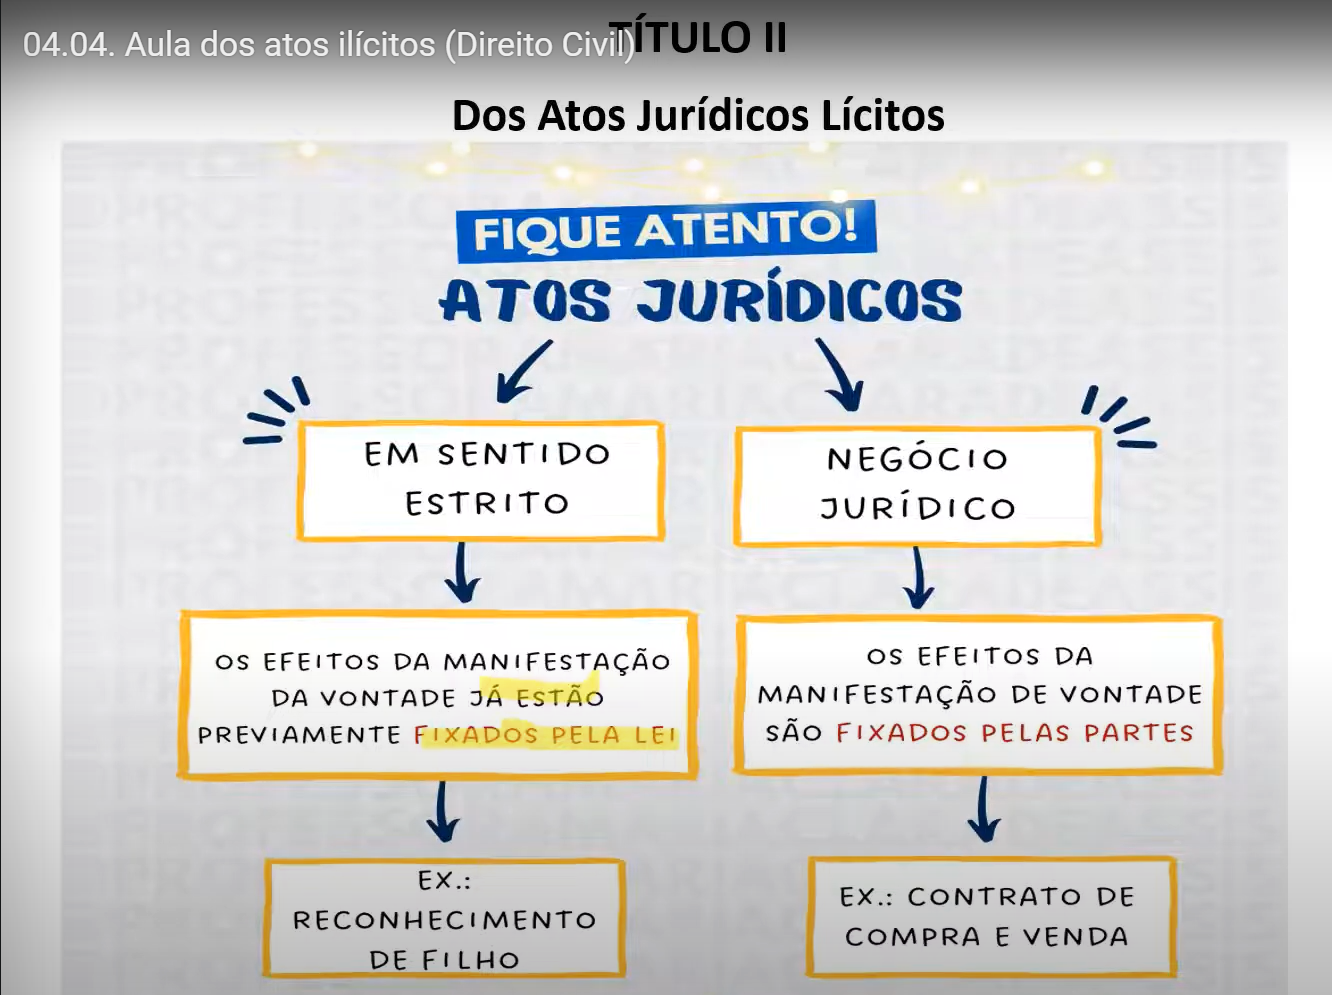 04.04. Aula dos atos ilícitos (Direito Civil)
TÍTULO II
Dos Atos Jurídicos Lícitos
FIQUE ATENTO!
ATOS JURÍDICOS
EM SENTIDO
ESTRITO
NEGÓCIO
JURÍDICO
OS EFEITOS DA MANIFESTAÇÃO
DA VONTADE JÁ ESTÃO
PREVIAMENTE FIXADOS PELA LEI
OS EFEITOS DA
MANIFESTAÇÃO DE VONTADE
SÃO FIXADOS PELAS PARTES
EX.:
RECONHECIMENTO
DE FILHO
EX.: CONTRATO DE
COMPRA E VENDA